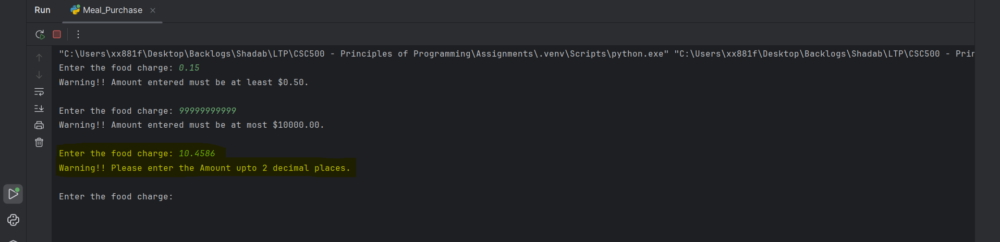 Run Meal_Purchase
"C:\Users\xx881f\Desktop\Backlogs\Shadab\LTP\CSC500 - Principles of Programming\Assignments\.venv\Scripts\python.exe" "C:\Users\xx881f\Desktop\Backlogs\Shadab\LTP\CSC500 - Prin
Enter the food charge: 0.15
Warning!! Amount entered must be at least $0.50.
Enter the food charge: 99999999999
Warning!! Amount entered must be at most $10000.00.
Enter the food charge: 10.4586
Warning!! Please enter the Amount upto 2 decimal places.
Enter the food charge: